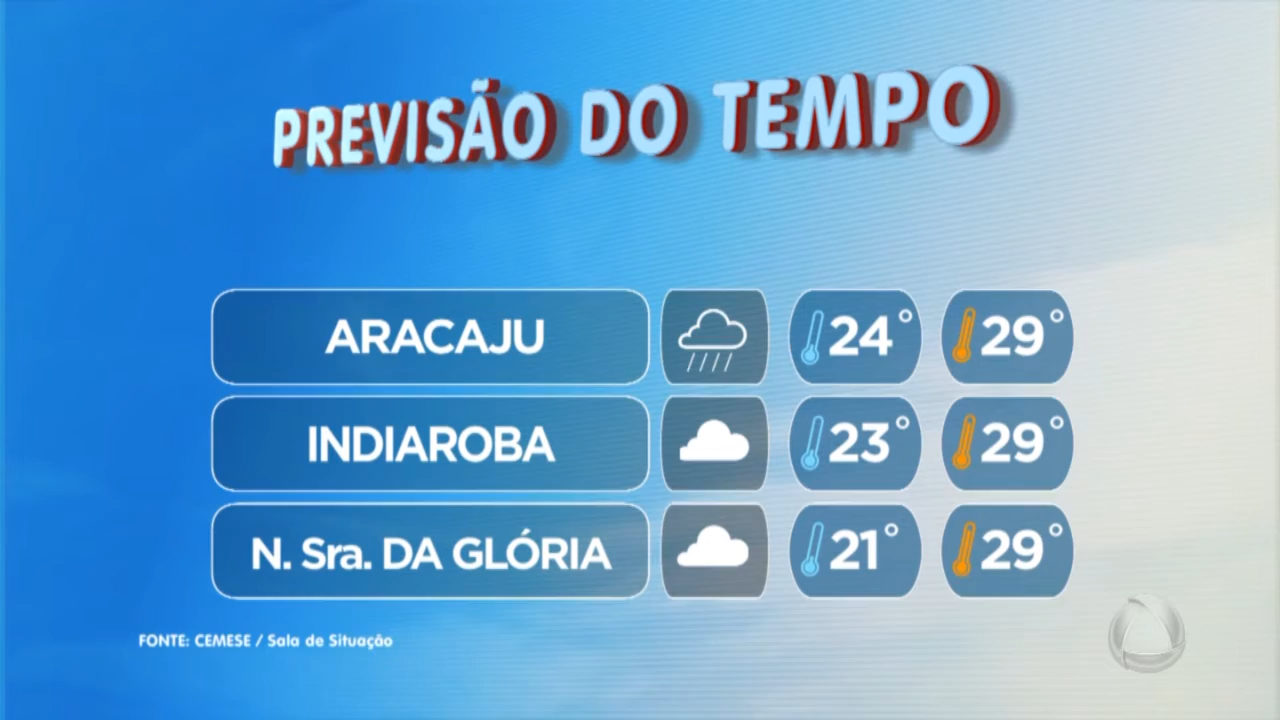 PREVISÃO DO TEMPO
ARACAJU 24° 29°
INDIAROBA 23° 29°
N. Sra. DA GLÓRIA 21° 29°
FONTE: CEMESE / Sala de Situação